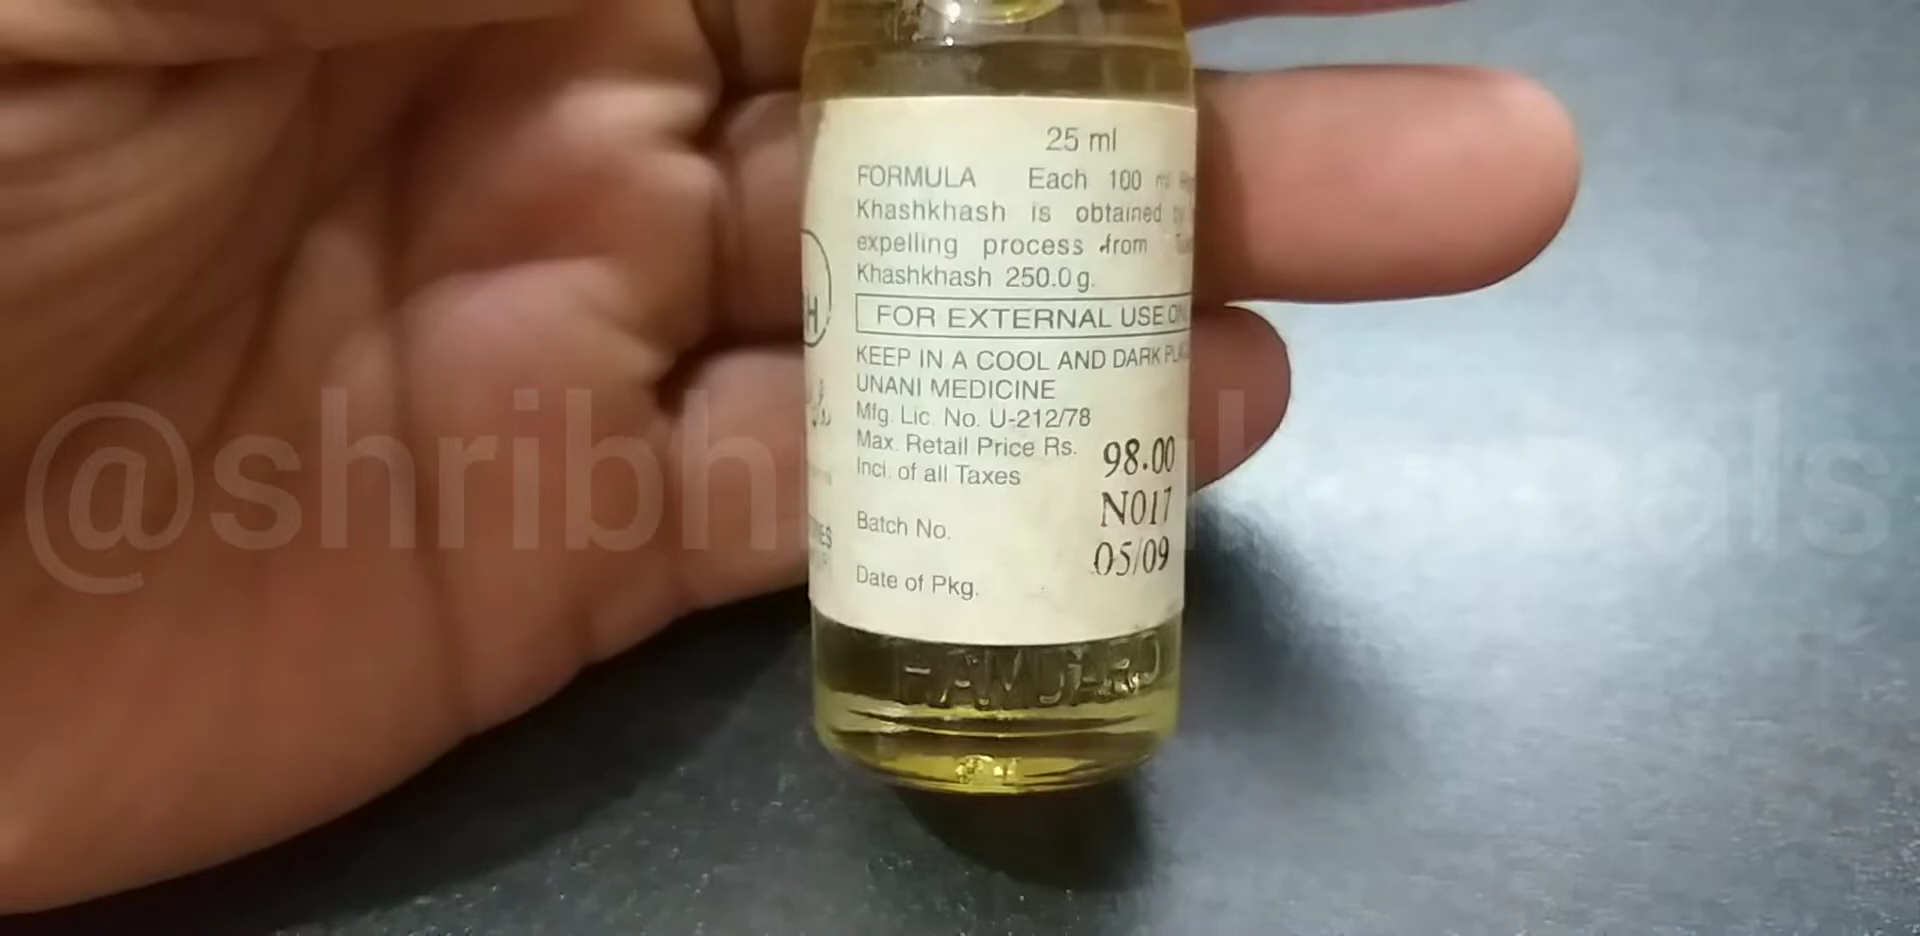 25 ml
FORMULA Each 100 ml
Khashkhash is obtained
expelling process from
Khashkhash 250.0 g.
FOR EXTERNAL USE
KEEP IN A COOL AND DARK
UNANI MEDICINE
Mfg. Lic. No. U-212/78
Max. Retail Price Rs. 98.00
Incl. of all Taxes
Batch No. N017
Date of Pkg. 05/09
HAMDARD